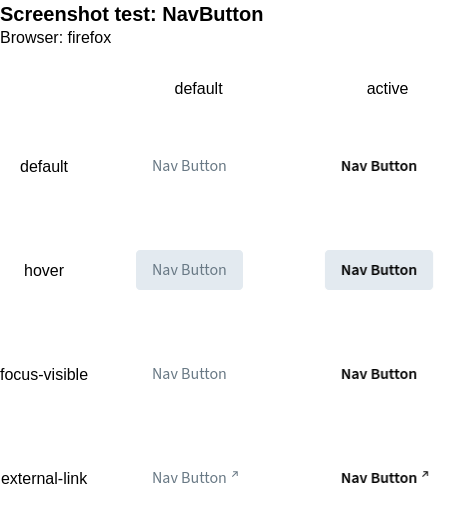 Screenshot test: NavButton
Browser: firefox
default active
default Nav Button Nav Button
hover Nav Button Nav Button
focus-visible Nav Button Nav Button
external-link Nav Button ↗ Nav Button ↗